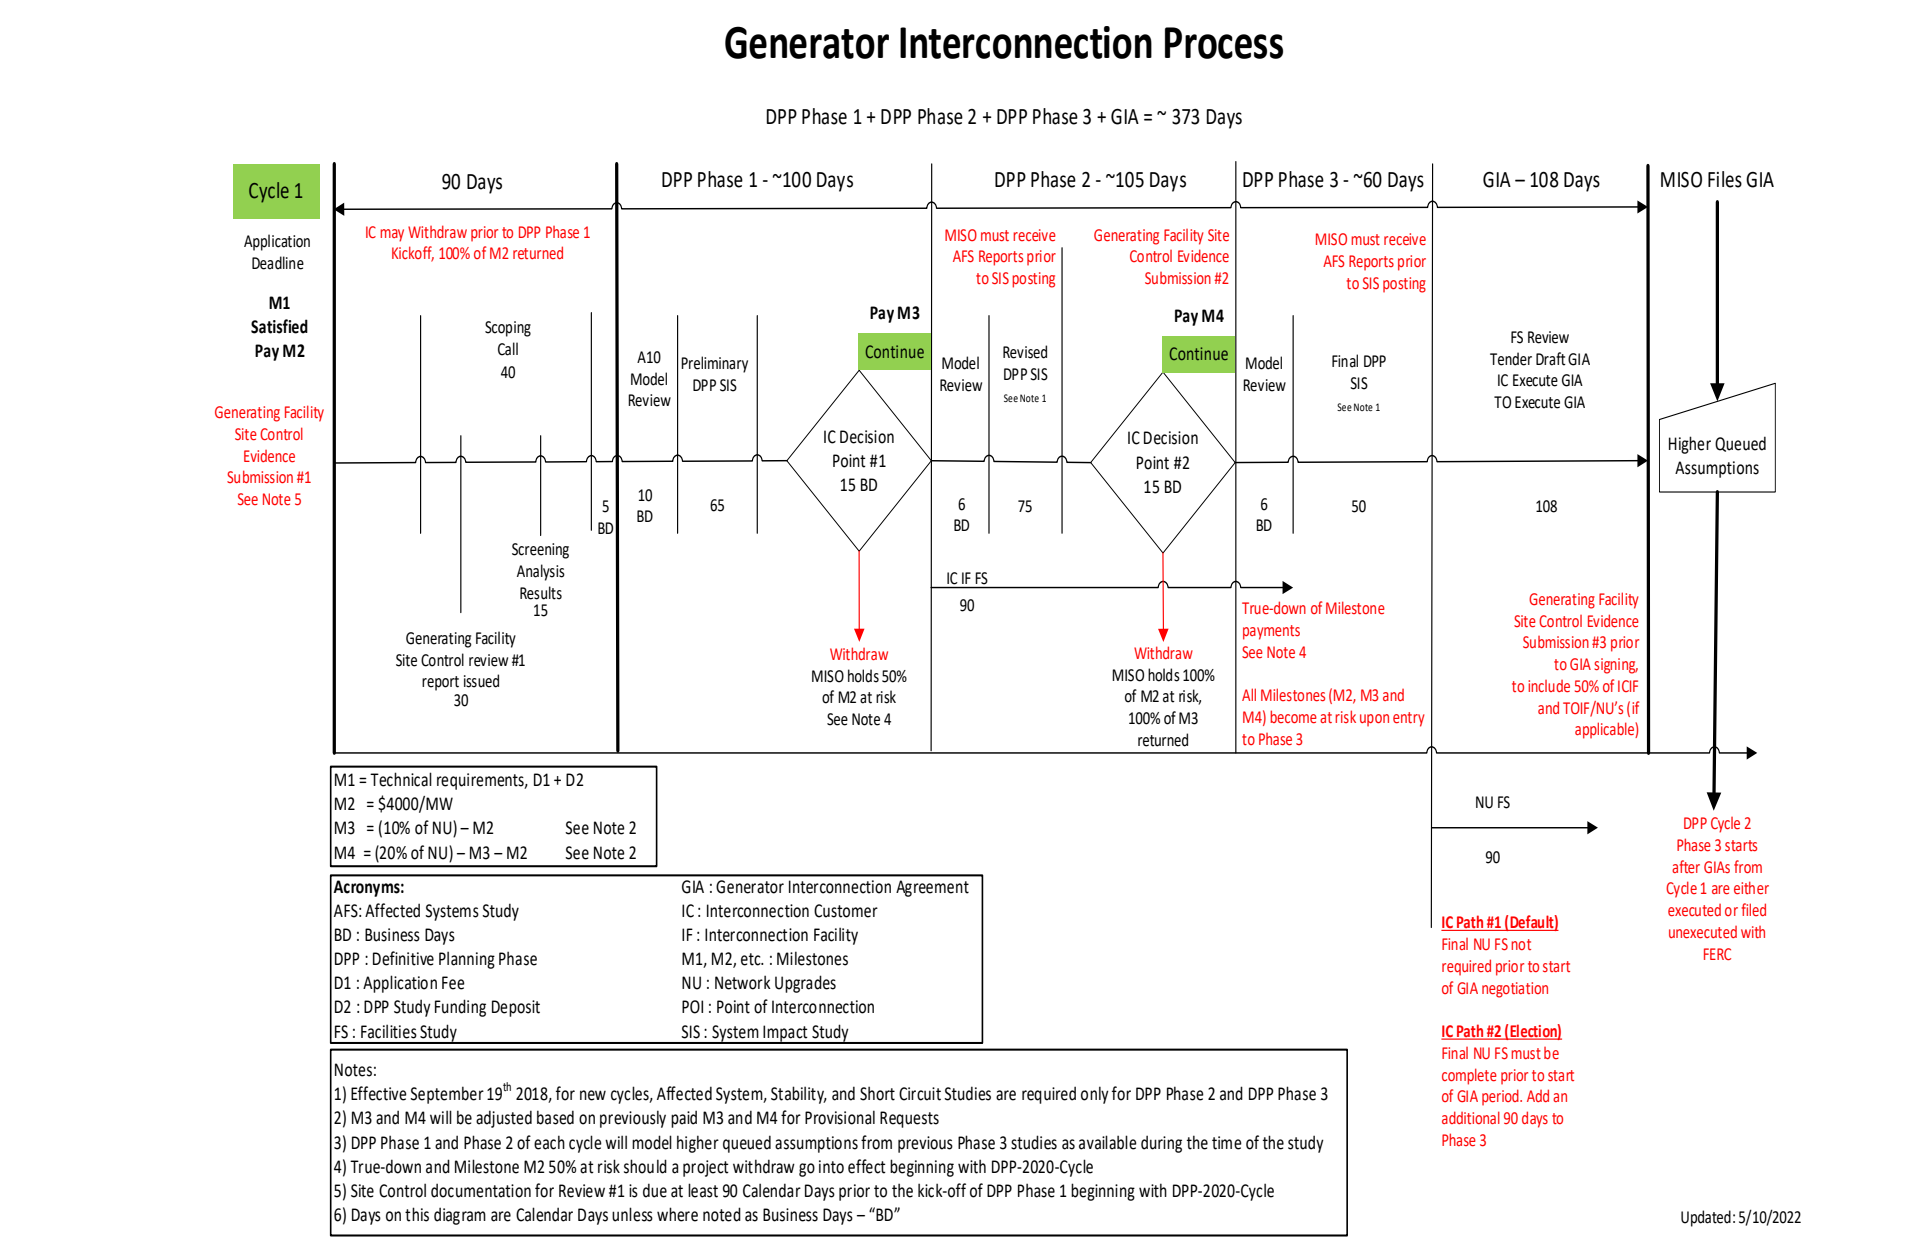 Generator Interconnection Process
DPP Phase 1 + DPP Phase 2 + DPP Phase 3 + GIA = ~ 373 Days
Cycle 1
90 Days
DPP Phase 1 - ~100 Days
DPP Phase 2 - ~105 Days
DPP Phase 3 - ~60 Days
GIA – 108 Days
MISO Files GIA
Application
Deadline
M1
Satisfied
Pay M2
Generating Facility
Site Control
Evidence
Submission #1
See Note 5
IC may Withdraw prior to DPP Phase 1
Kickoff, 100% of M2 returned
Scoping
Call
40
5
BD
Screening
Analysis
Results
15
Generating Facility
Site Control review #1
report issued
30
A10
Model
Review
10
BD
Preliminary
DPP SIS
65
Pay M3
Continue
IC Decision
Point #1
15 BD
Withdraw
MISO holds 50%
of M2 at risk
See Note 4
MISO must receive
AFS Reports prior
to SIS posting
Model
Review
6
BD
Revised
DPP SIS
See Note 1
75
IC IF FS
90
Generating Facility Site
Control Evidence
Submission #2
Pay M4
Continue
IC Decision
Point #2
15 BD
Withdraw
MISO holds 100%
of M2 at risk,
100% of M3
returned
MISO must receive
AFS Reports prior
to SIS posting
Model
Review
6
BD
Final DPP
SIS
See Note 1
50
True-down of Milestone
payments
See Note 4
All Milestones (M2, M3 and
M4) become at risk upon entry
to Phase 3
FS Review
Tender Draft GIA
IC Execute GIA
TO Execute GIA
108
Generating Facility
Site Control Evidence
Submission #3 prior
to GIA signing,
to include 50% of ICIF
and TOIF/NU's (if
applicable)
Higher Queued
Assumptions
DPP Cycle 2
Phase 3 starts
after GIAs from
Cycle 1 are either
executed or filed
unexecuted with
FERC
NU FS
90
IC Path #1 (Default)
Final NU FS not
required prior to start
of GIA negotiation
IC Path #2 (Election)
Final NU FS must be
complete prior to start
of GIA period. Add an
additional 90 days to
Phase 3
M1 = Technical requirements, D1 + D2
M2 = $4000/MW
M3 = (10% of NU) – M2 See Note 2
M4 = (20% of NU) – M3 – M2 See Note 2
Acronyms:
AFS: Affected Systems Study
BD : Business Days
DPP : Definitive Planning Phase
D1 : Application Fee
D2 : DPP Study Funding Deposit
FS : Facilities Study
GIA : Generator Interconnection Agreement
IC : Interconnection Customer
IF : Interconnection Facility
M1, M2, etc. : Milestones
NU : Network Upgrades
POI : Point of Interconnection
SIS : System Impact Study
Notes:
1) Effective September 19th 2018, for new cycles, Affected System, Stability, and Short Circuit Studies are required only for DPP Phase 2 and DPP Phase 3
2) M3 and M4 will be adjusted based on previously paid M3 and M4 for Provisional Requests
3) DPP Phase 1 and Phase 2 of each cycle will model higher queued assumptions from previous Phase 3 studies as available during the time of the study
4) True-down and Milestone M2 50% at risk should a project withdraw go into effect beginning with DPP-2020-Cycle
5) Site Control documentation for Review #1 is due at least 90 Calendar Days prior to the kick-off of DPP Phase 1 beginning with DPP-2020-Cycle
6) Days on this diagram are Calendar Days unless where noted as Business Days – “BD”
Updated: 5/10/2022